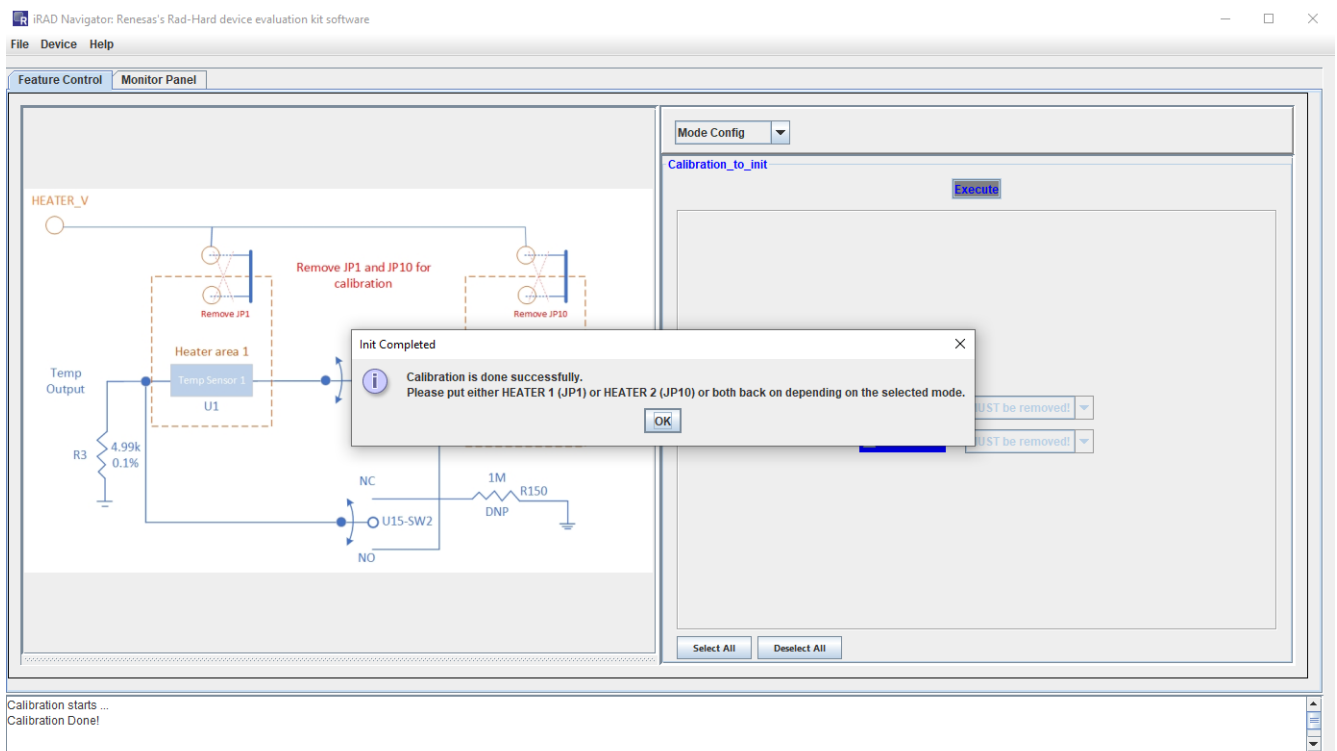 iRAD Navigator: Renesas's Rad-Hard device evaluation kit software
File Device Help
Feature Control Monitor Panel
Mode Config
Calibration_to_init
Execute
HEATER_V
Remove JP1 and JP10 for
calibration
Remove JP1
Remove JP10
Heater area 1
Temp
Output
Temp Sensor 1
U1
R3
4.99k
0.1%
Init Completed
Calibration is done successfully.
Please put either HEATER 1 (JP1) or HEATER 2 (JP10) or both back on depending on the selected mode.
OK
MUST be removed!
MUST be removed!
NC
1M
R150
DNP
U15-SW2
NO
Select All Deselect All
Calibration starts ...
Calibration Done!